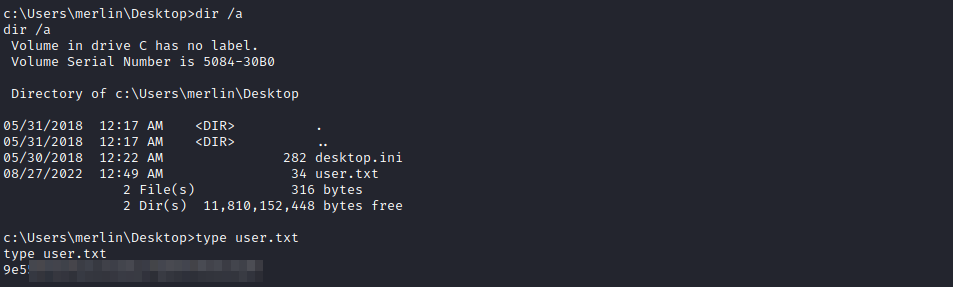 c:\Users\merlin\Desktop>dir /a
dir /a
 Volume in drive C has no label.
 Volume Serial Number is 5084-30B0

 Directory of c:\Users\merlin\Desktop

05/31/2018  12:17 AM    <DIR>          .
05/31/2018  12:17 AM    <DIR>          ..
05/30/2018  12:22 AM               282 desktop.ini
08/27/2022  12:49 AM                34 user.txt
               2 File(s)            316 bytes
               2 Dir(s)  11,810,152,448 bytes free

c:\Users\merlin\Desktop>type user.txt
type user.txt